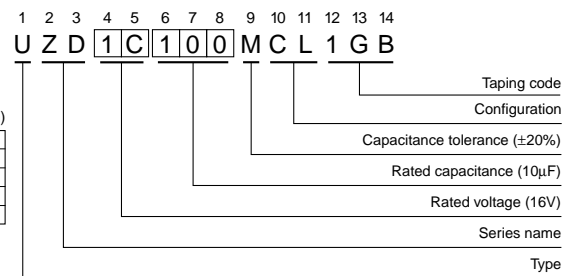 1 2 3 4 5 6 7 8 9 10 11 12 13 14
U Z D 1 C 1 0 0 M C L 1 G B
Taping code
)
Configuration
Capacitance tolerance (±20%)
Rated capacitance (10µF)
Rated voltage (16V)
Series name
Type